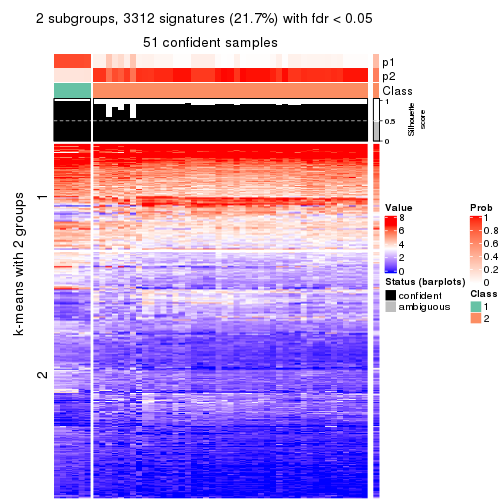 2 subgroups, 3312 signatures (21.7%) with fdr < 0.05
51 confident samples
p1
p2
Class
1
0.5
0
Silhouette
score
k-means with 2 groups
1
2
Value
8
6
4
2
0
Prob
1
0.8
0.6
0.4
0.2
0
Status (barplots)
confident
ambiguous
Class
1
2